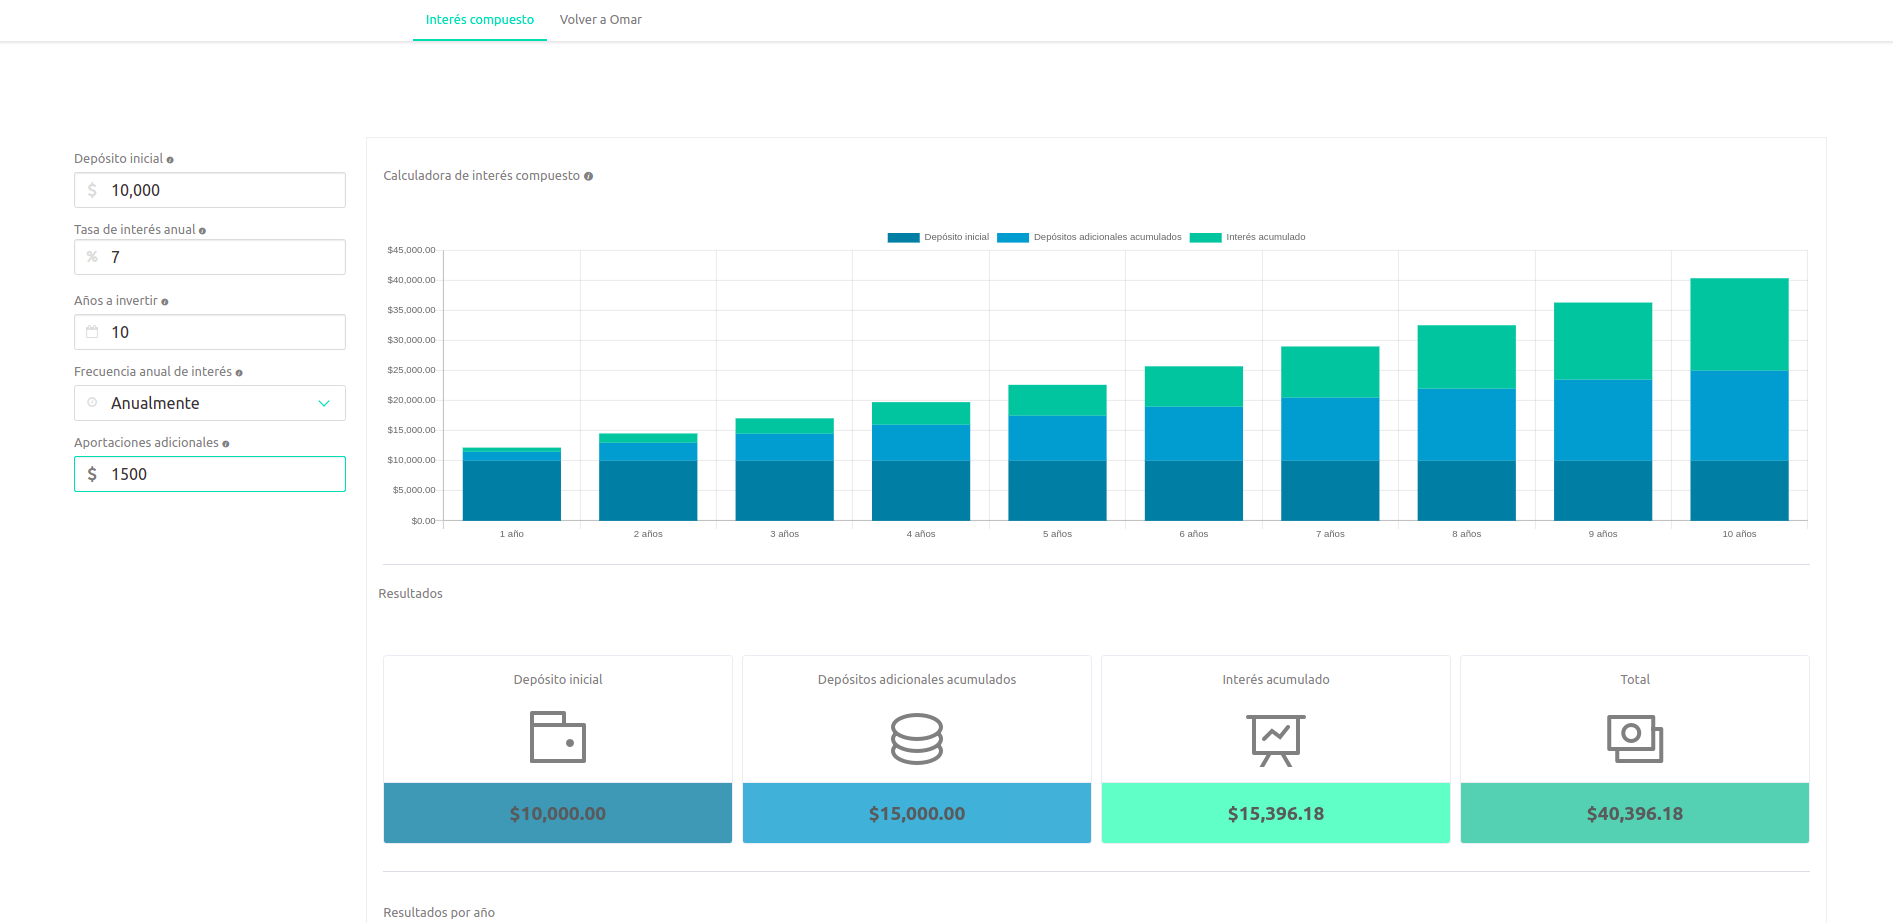 Interés compuesto Volver a Omar
Depósito inicial
$ 10,000
Tasa de interés anual
% 7
Años a invertir
10
Frecuencia anual de interés
Anualmente
Aportaciones adicionales
$ 1500
Calculadora de interés compuesto
Depósito inicial Depósitos adicionales acumulados Interés acumulado
$45,000.00
$40,000.00
$35,000.00
$30,000.00
$25,000.00
$20,000.00
$15,000.00
$10,000.00
$5,000.00
$0.00
1 año 2 años 3 años 4 años 5 años 6 años 7 años 8 años 9 años 10 años
Resultados
Depósito inicial
$10,000.00
Depósitos adicionales acumulados
$15,000.00
Interés acumulado
$15,396.18
Total
$40,396.18
Resultados por año